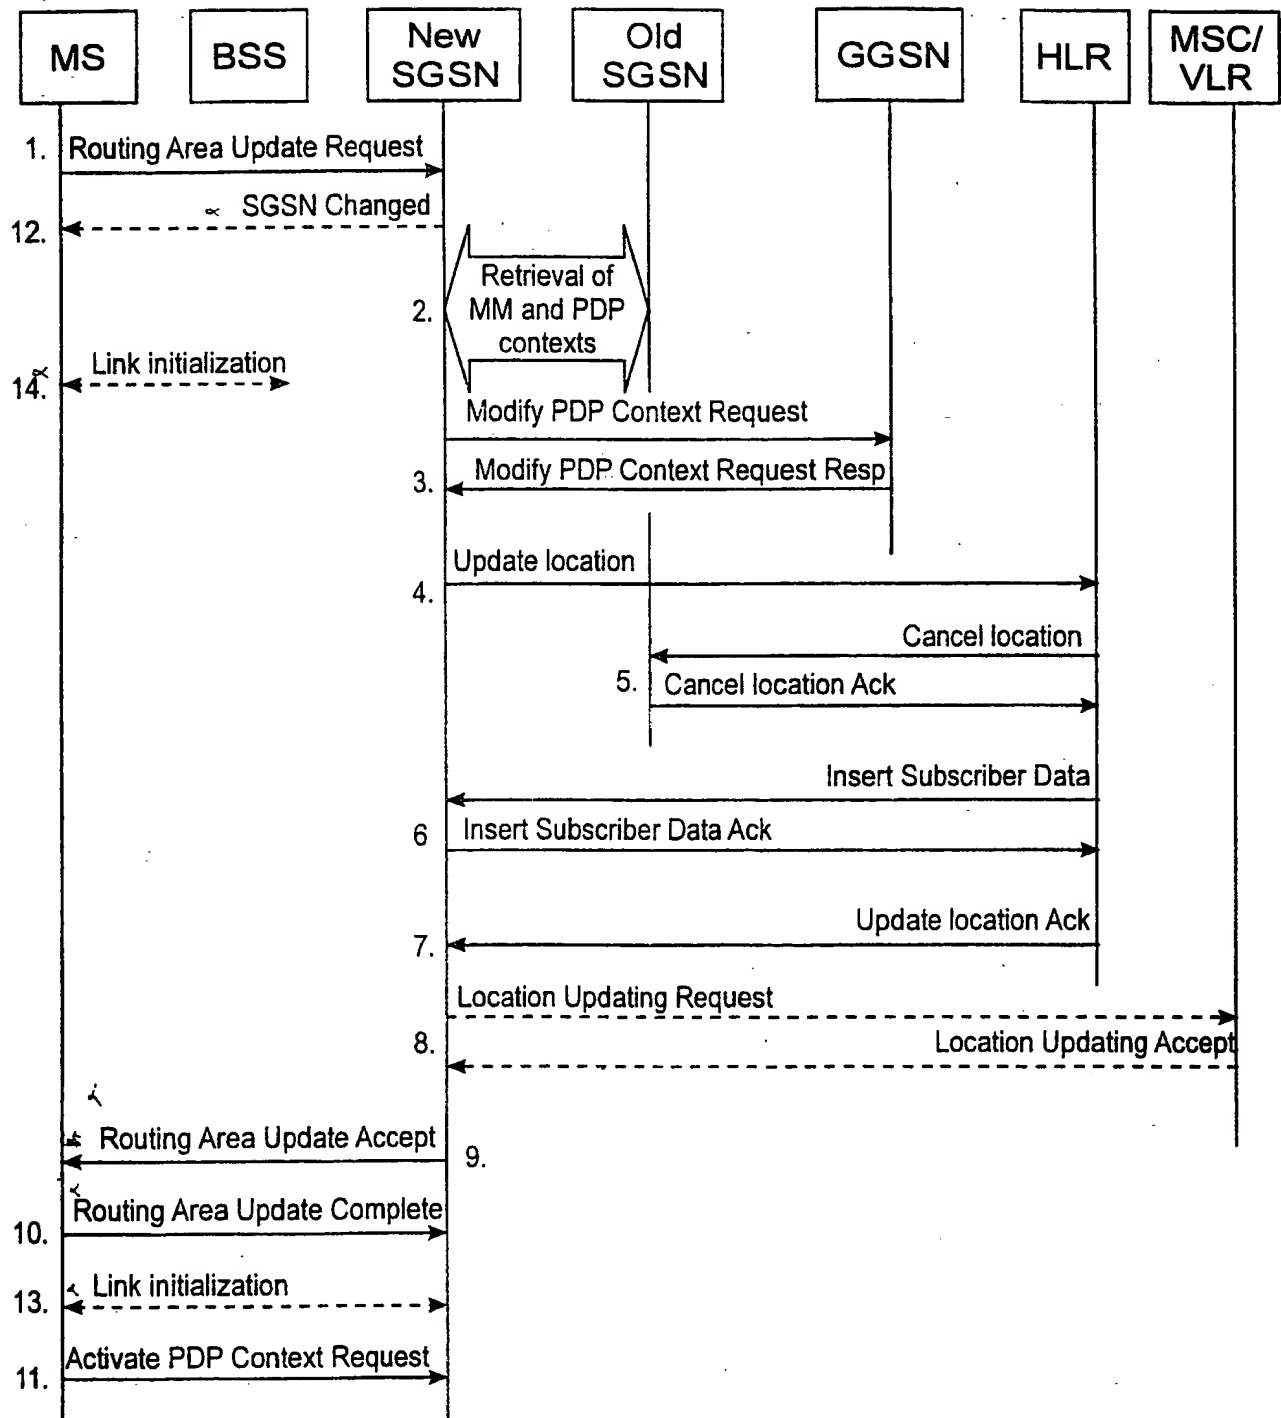 MS
BSS
New
SGSN
Old
SGSN
GGSN
HLR
MSC/
VLR
1. Routing Area Update Request
SGSN Changed
12.
Retrieval of
2. MM and PDP
contexts
Link initialization
14.
Modify PDP Context Request
Modify PDP Context Request Resp
3.
Update location
4.
Cancel location
5. Cancel location Ack
Insert Subscriber Data
6 Insert Subscriber Data Ack
Update location Ack
7.
Location Updating Request
8. Location Updating Accept
Routing Area Update Accept 9.
Routing Area Update Complete
10.
Link initialization
13.
Activate PDP Context Request
11.